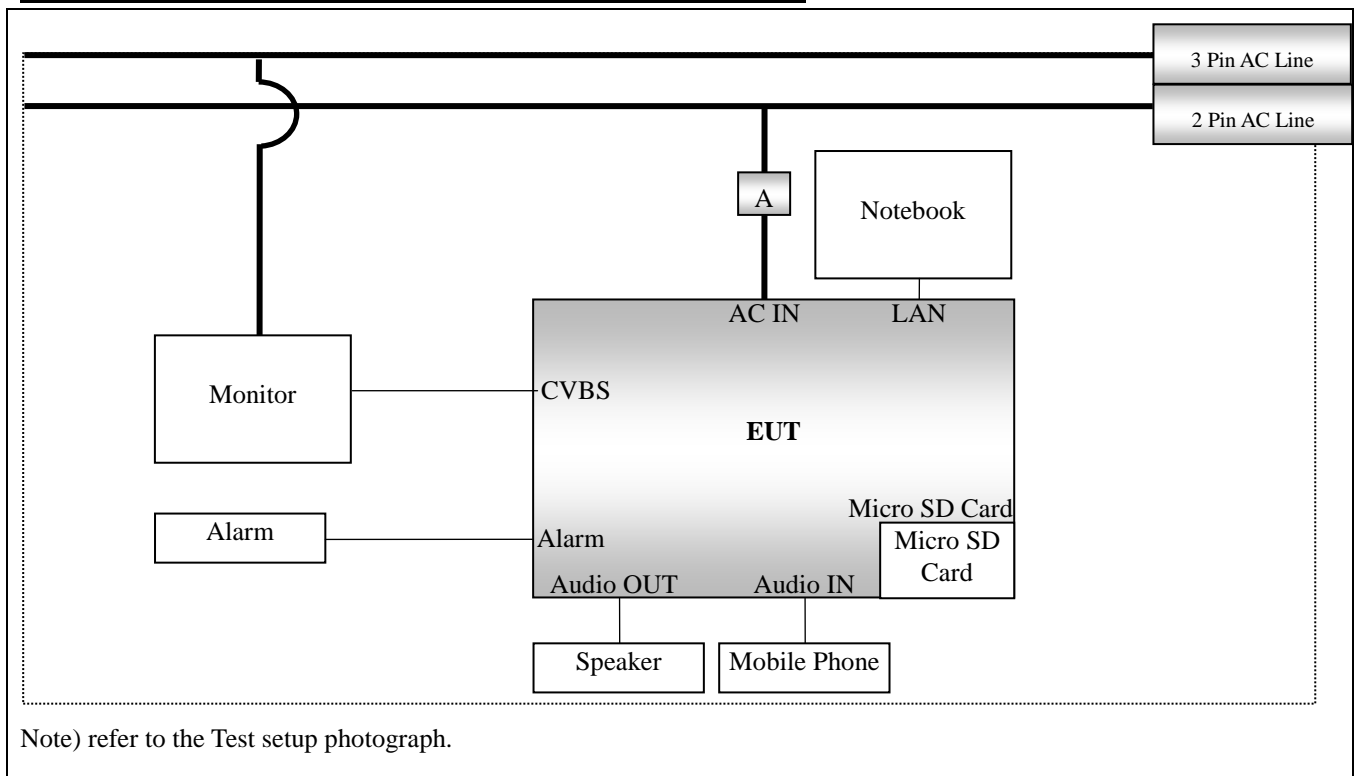 3 Pin AC Line
2 Pin AC Line
A
Notebook
AC IN
LAN
Monitor
CVBS
EUT
Micro SD Card
Micro SD
Card
Alarm
Alarm
Audio OUT
Audio IN
Speaker
Mobile Phone
Note) refer to the Test setup photograph.